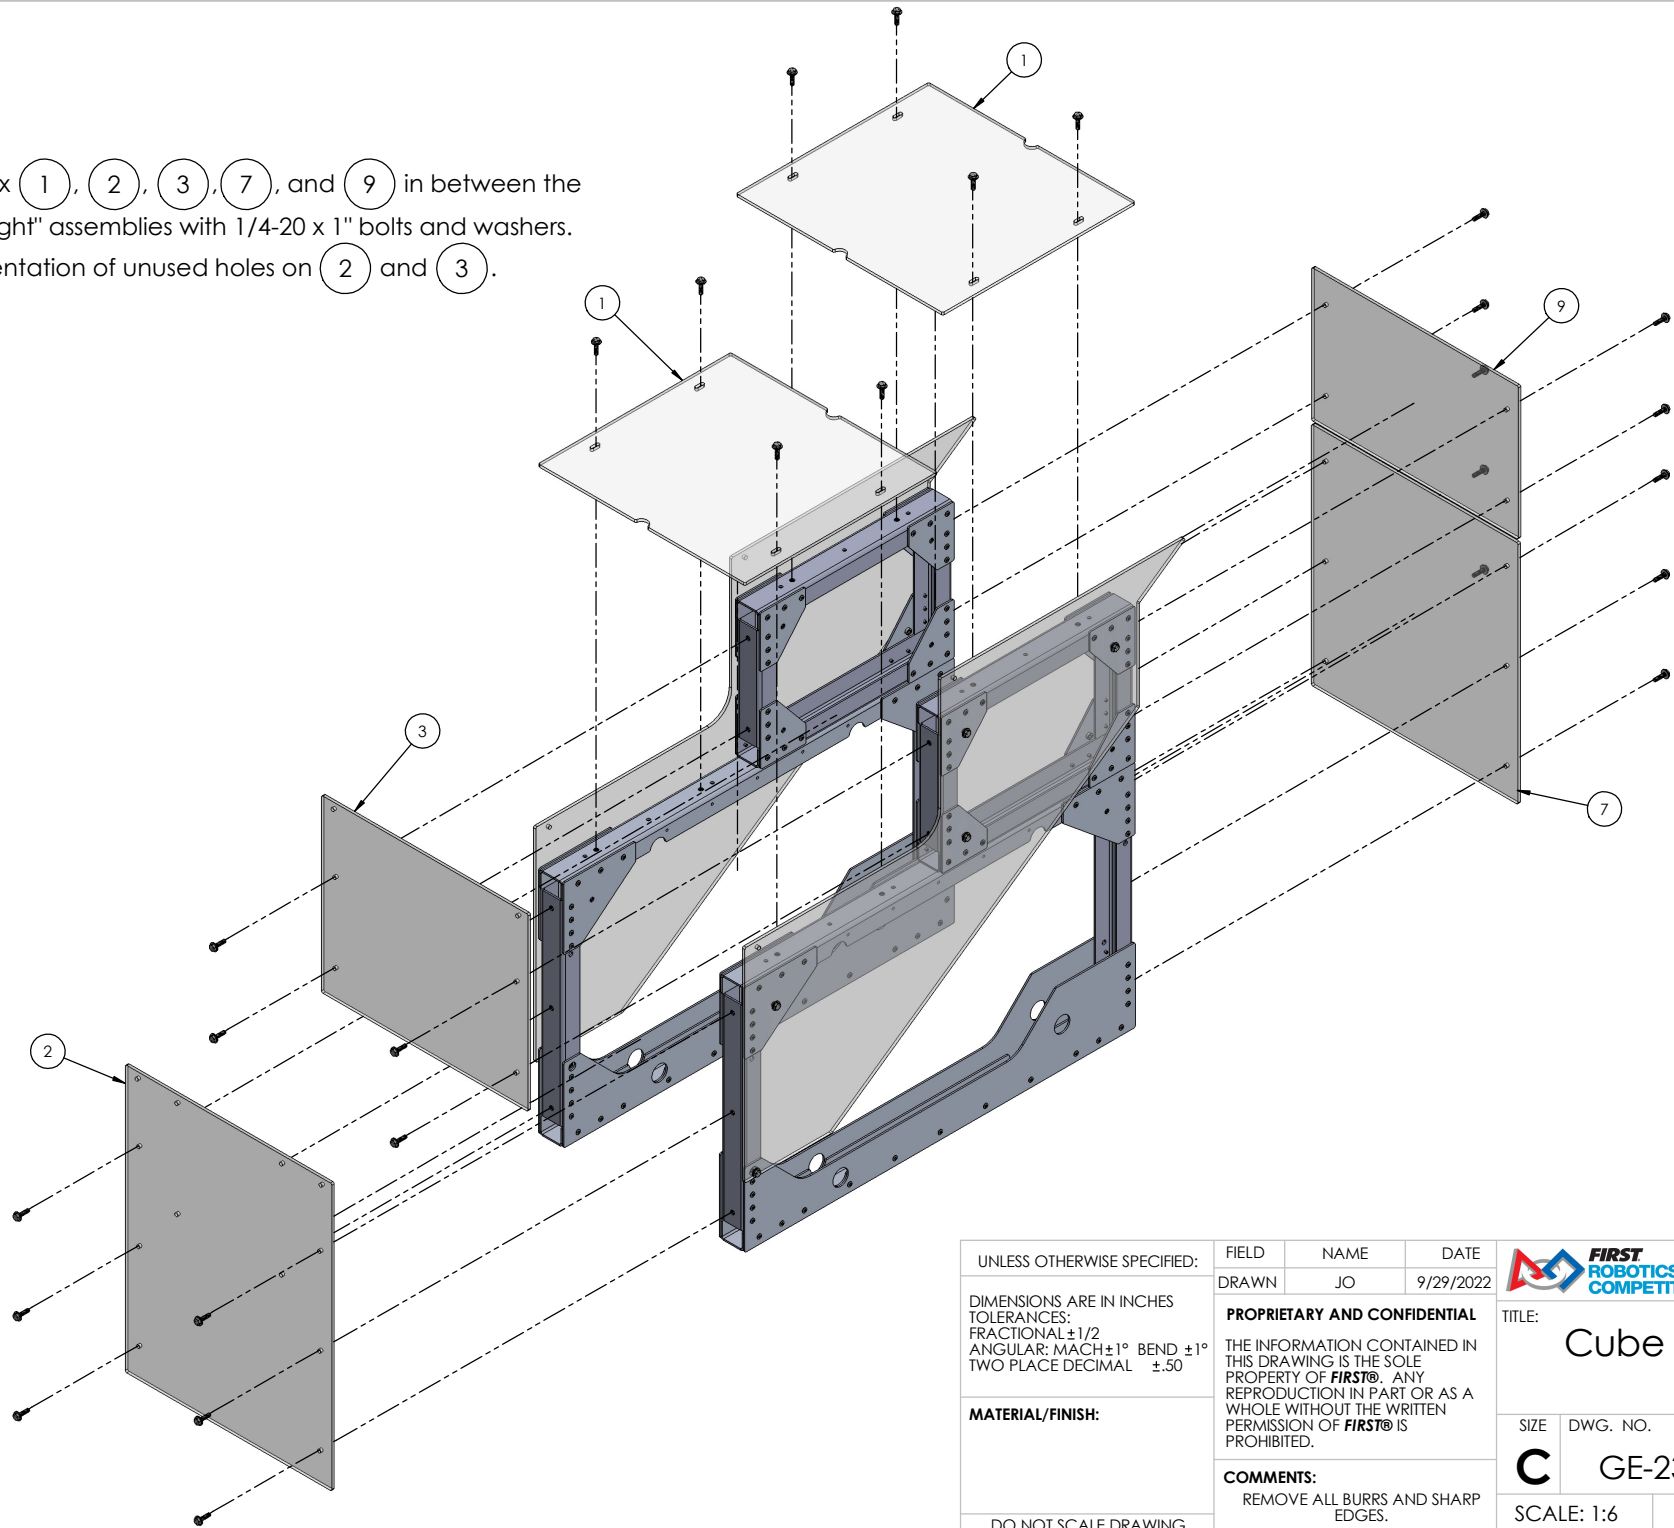 x 1, 2, 3, 7, and 9 in between the
ght" assemblies with 1/4-20 x 1" bolts and washers.
entation of unused holes on 2 and 3.
1
1
9
3
7
2
UNLESS OTHERWISE SPECIFIED:
DIMENSIONS ARE IN INCHES
TOLERANCES:
FRACTIONAL ±1/2
ANGULAR: MACH±1° BEND ±1°
TWO PLACE DECIMAL ±.50
MATERIAL/FINISH:
DO NOT SCALE DRAWING
FIELD NAME DATE
DRAWN JO 9/29/2022
PROPRIETARY AND CONFIDENTIAL
THE INFORMATION CONTAINED IN
THIS DRAWING IS THE SOLE
PROPERTY OF FIRST®. ANY
REPRODUCTION IN PART OR AS A
WHOLE WITHOUT THE WRITTEN
PERMISSION OF FIRST® IS
PROHIBITED.
COMMENTS:
REMOVE ALL BURRS AND SHARP
EDGES.
FIRST
ROBOTICS
COMPETIT
TITLE:
Cube
SIZE DWG. NO.
C GE-23
SCALE: 1:6